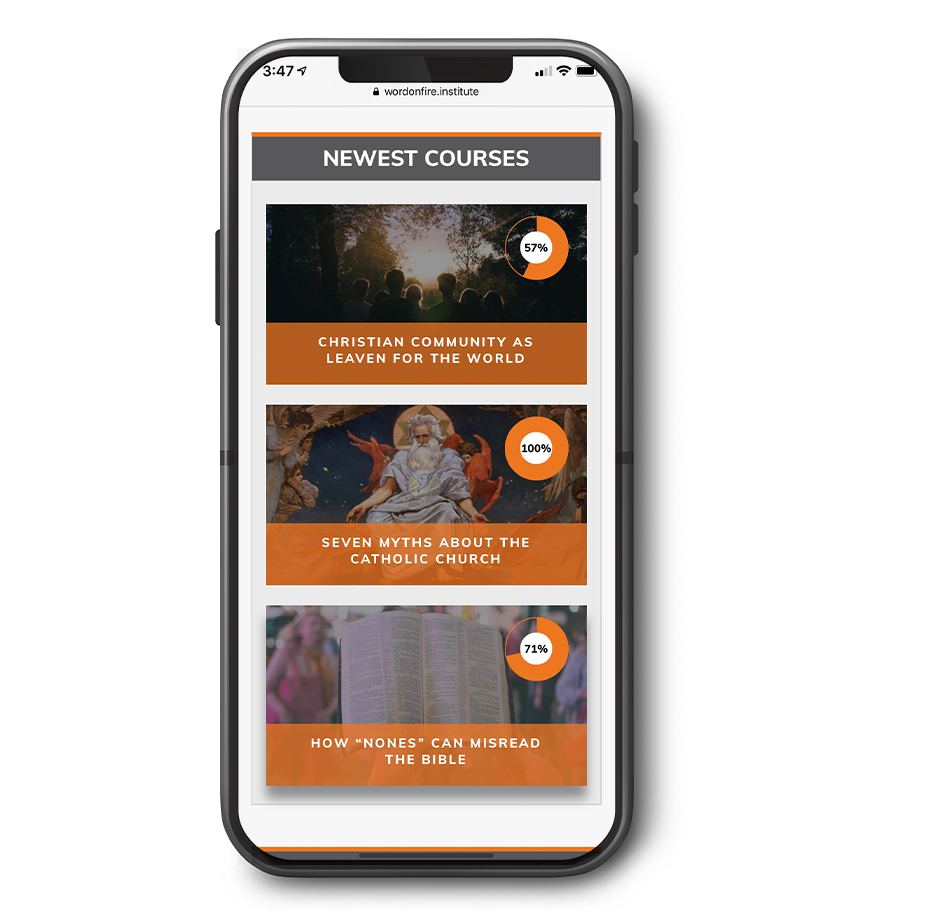 3:47
wordonfire.institute
NEWEST COURSES
57%
CHRISTIAN COMMUNITY AS
LEAVEN FOR THE WORLD
100%
SEVEN MYTHS ABOUT THE
CATHOLIC CHURCH
71%
HOW “NONES” CAN MISREAD
THE BIBLE